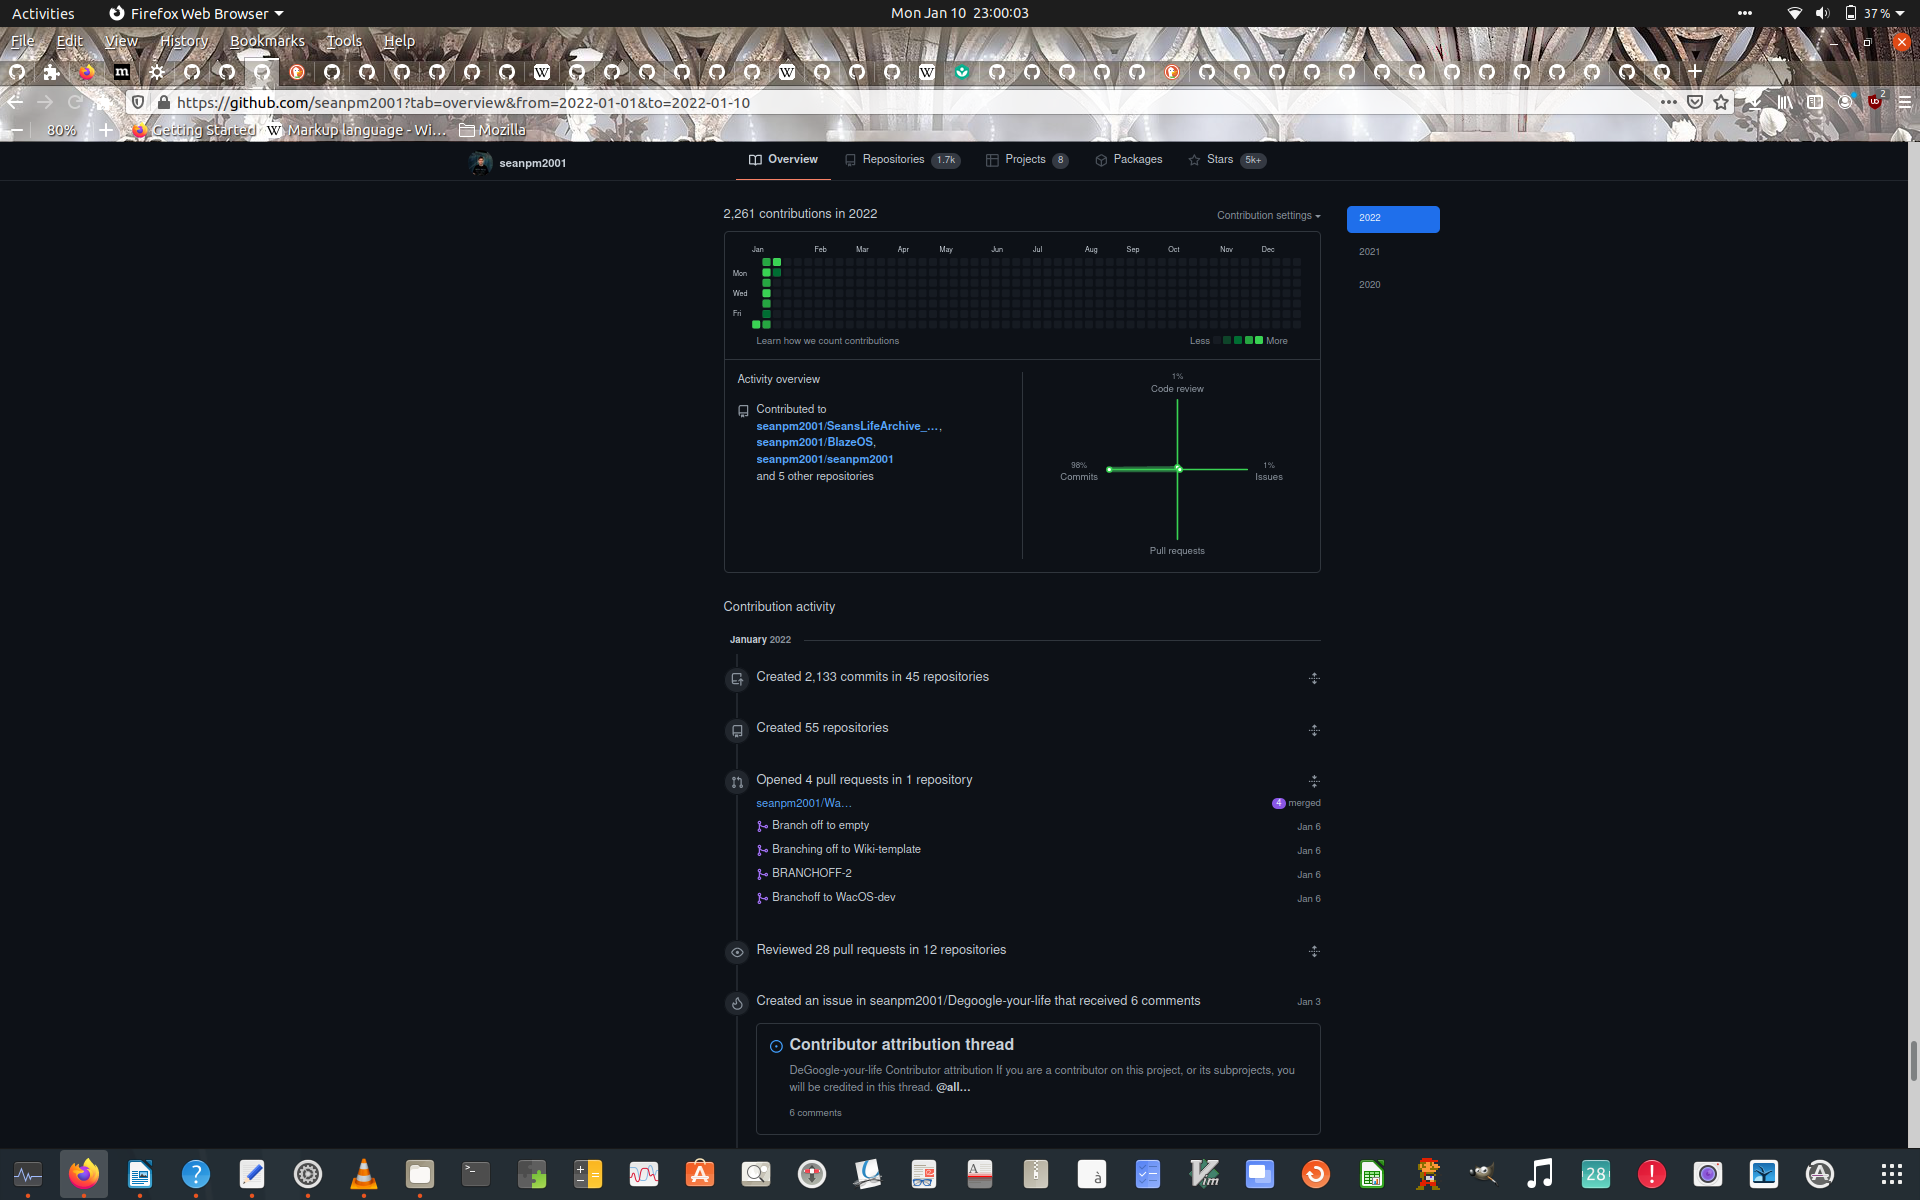 Activities
Firefox Web Browser
Mon Jan 10 23:00:03
37 %
File Edit View History Bookmarks Tools Help
https://github.com/seanpm2001?tab=overview&from=2022-01-01&to=2022-01-10
2
80%
Getting Started
Markup language - Wi…
Mozilla
seanpm2001
Overview
Repositories 1.7k
Projects 8
Packages
Stars 5k+
2,261 contributions in 2022
Contribution settings
2022
2021
2020
Jan Feb Mar Apr May Jun Jul Aug Sep Oct Nov Dec
Mon
Wed
Fri
Learn how we count contributions
Less More
Activity overview
Contributed to
seanpm2001/SeansLifeArchive_…,
seanpm2001/BlazeOS,
seanpm2001/seanpm2001
and 5 other repositories
1%
Code review
98%
Commits
1%
Issues
Pull requests
Contribution activity
January 2022
Created 2,133 commits in 45 repositories
Created 55 repositories
Opened 4 pull requests in 1 repository
seanpm2001/Wa…
4 merged
Branch off to empty Jan 6
Branching off to Wiki-template Jan 6
BRANCHOFF-2 Jan 6
Branchoff to WacOS-dev Jan 6
Reviewed 28 pull requests in 12 repositories
Created an issue in seanpm2001/Degoogle-your-life that received 6 comments Jan 3
Contributor attribution thread
DeGoogle-your-life Contributor attribution If you are a contributor on this project, or its subprojects, you
will be credited in this thread. @all…
6 comments
28